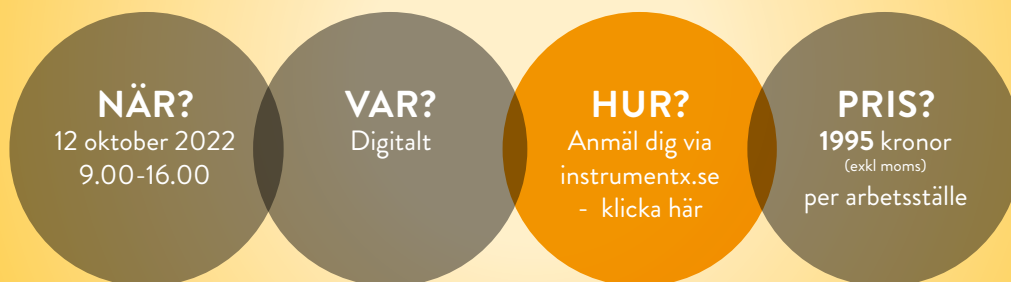 NÄR?
12 oktober 2022
9.00-16.00
VAR?
Digitalt
HUR?
Anmäl dig via
instrumentx.se
- klicka här
PRIS?
1995 kronor
(exkl moms)
per arbetsställe